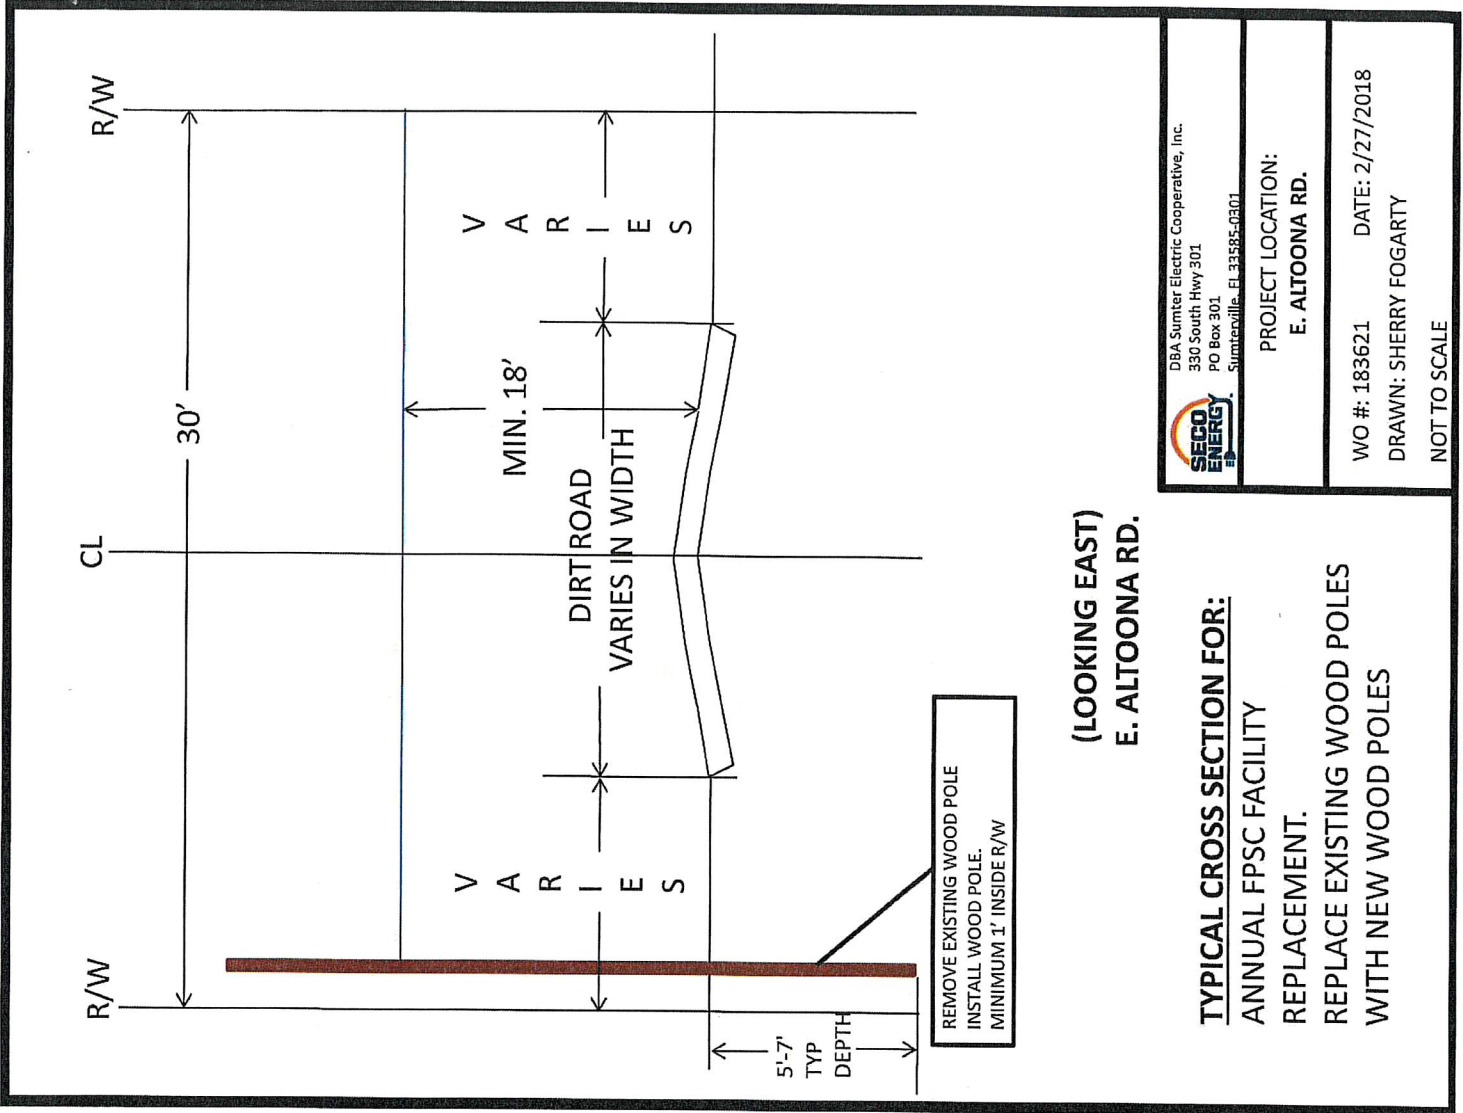 R/W
CL
R/W
30'
V
A
R
I
E
S
DIRT ROAD
VARIES IN WIDTH
MIN. 18'
V
A
R
I
E
S
5'-7'
TYP
DEPTH
REMOVE EXISTING WOOD POLE
INSTALL WOOD POLE.
MINIMUM 1' INSIDE R/W
(LOOKING EAST)
E. ALTOONA RD.
TYPICAL CROSS SECTION FOR:
ANNUAL FPSC FACILITY
REPLACEMENT.
REPLACE EXISTING WOOD POLES
WITH NEW WOOD POLES
SECO
ENERGY
DBA Sumter Electric Cooperative, Inc.
330 South Hwy 301
PO Box 301
Sumterville, FL 33585-0301
PROJECT LOCATION:
E. ALTOONA RD.
WO #: 183621 DATE: 2/27/2018
DRAWN: SHERRY FOGARTY
NOT TO SCALE